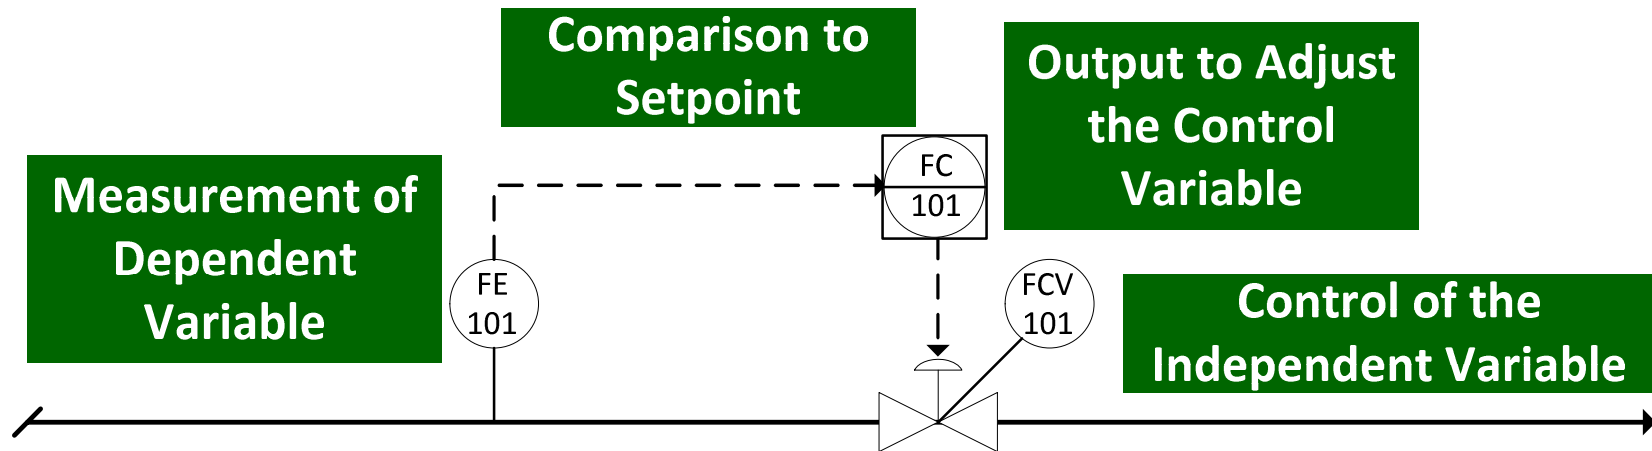 Comparison to
Setpoint
Output to Adjust
the Control
Variable
Measurement of
Dependent
Variable
FC
101
FE
101
FCV
101
Control of the
Independent Variable